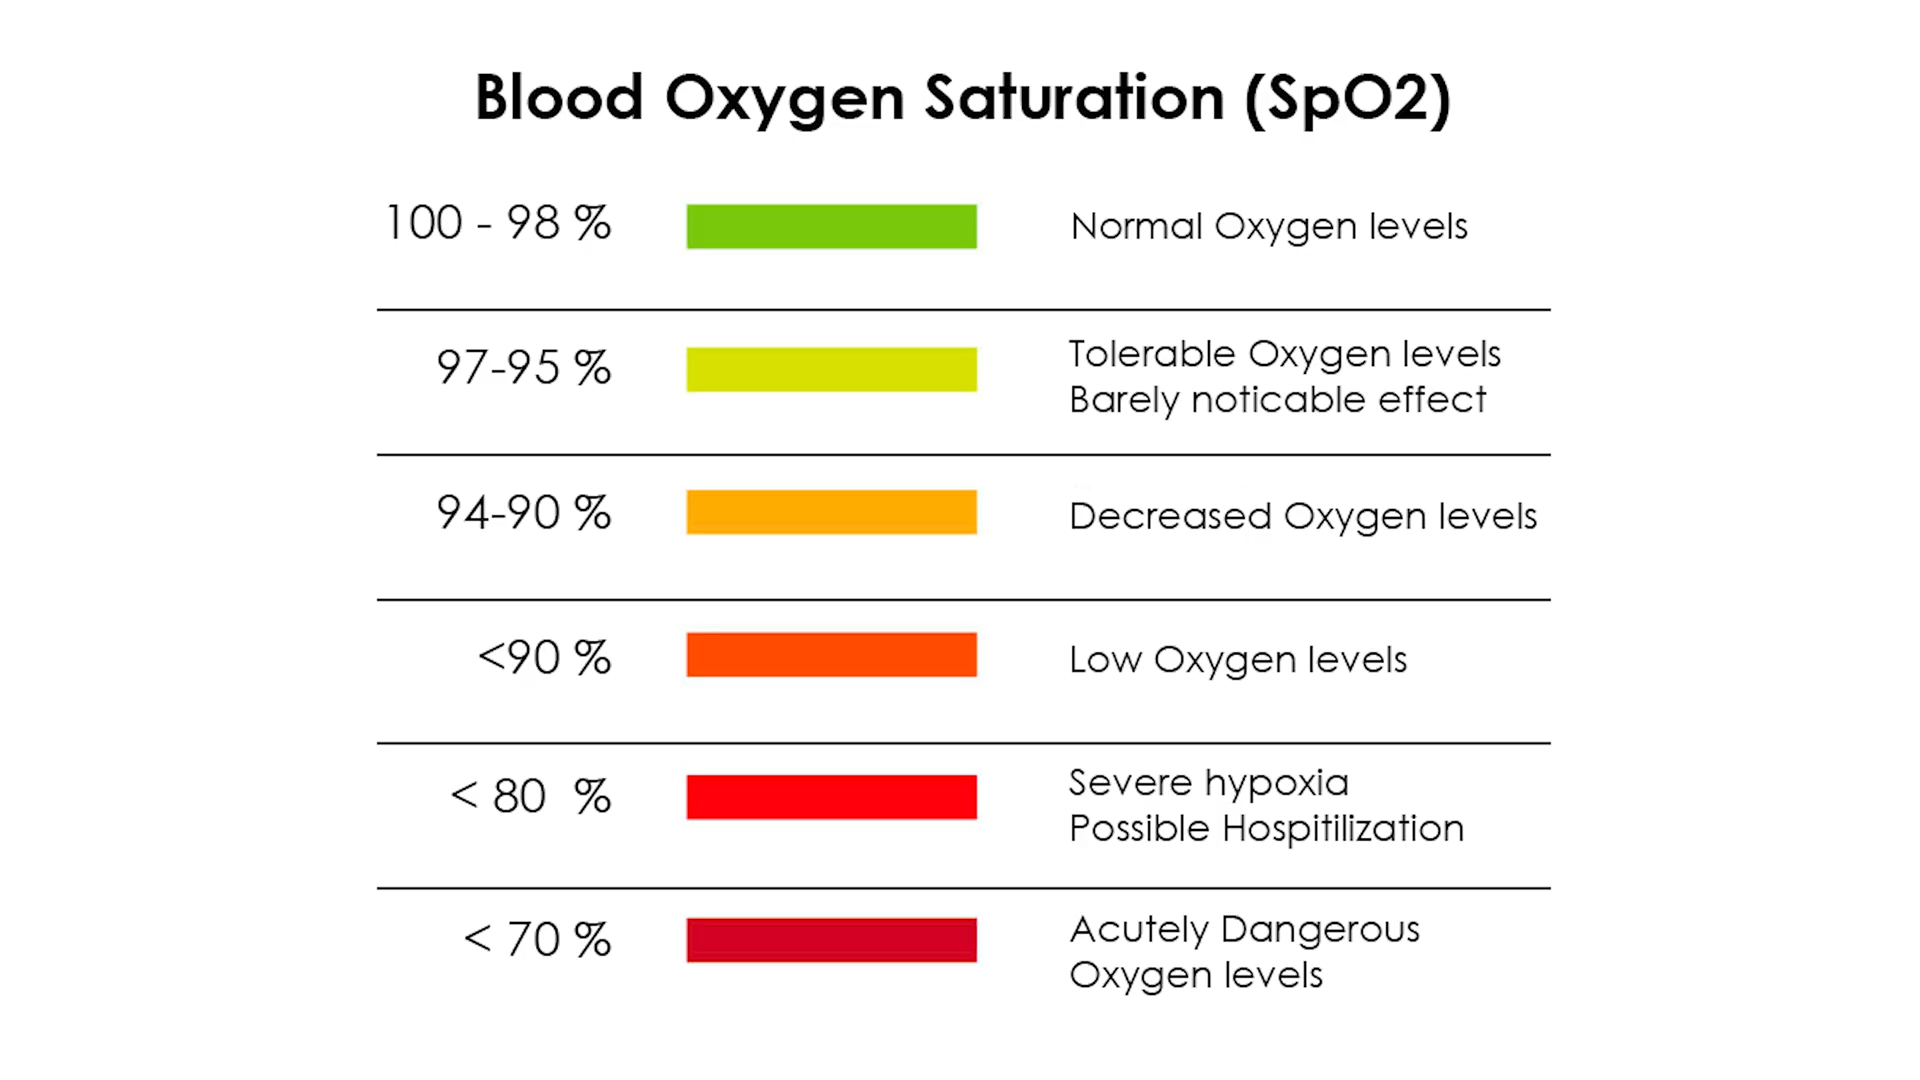 Blood Oxygen Saturation (SpO2)
100 - 98 %
Normal Oxygen levels
97-95 %
Tolerable Oxygen levels
Barely noticable effect
94-90 %
Decreased Oxygen levels
<90 %
Low Oxygen levels
< 80 %
Severe hypoxia
Possible Hospitilization
< 70 %
Acutely Dangerous
Oxygen levels